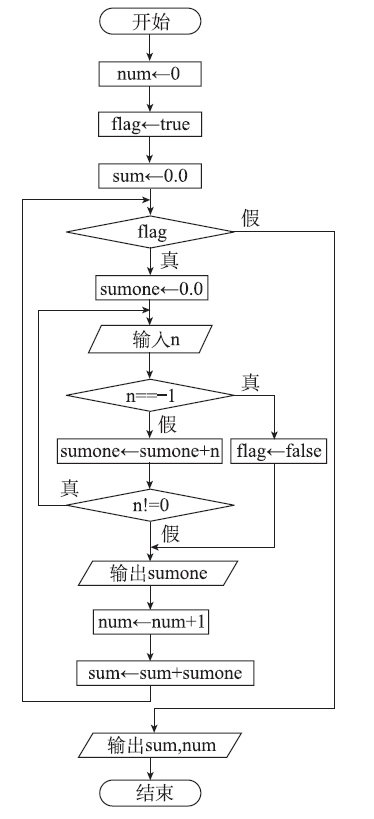 开始
num←0
flag←true
sum←0.0
假
flag
真
sumone←0.0
输入n
真
n==−1
假
sumone←sumone+n
flag←false
真
n!=0
假
输出sumone
num←num+1
sum←sum+sumone
输出sum,num
结束